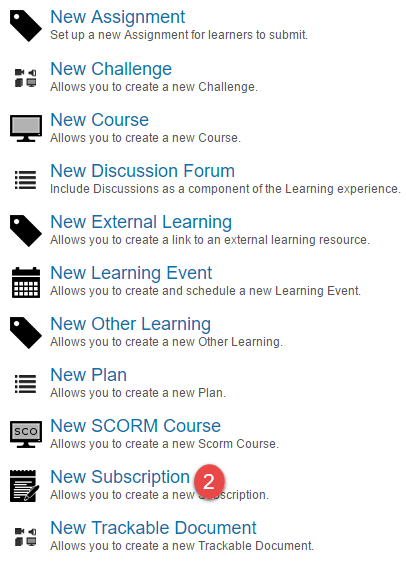 New Assignment
Set up a new Assignment for learners to submit.
New Challenge
Allows you to create a new Challenge.
New Course
Allows you to create a new Course.
New Discussion Forum
Include Discussions as a component of the Learning experience.
New External Learning
Allows you to create a link to an external learning resource.
New Learning Event
Allows you to create and schedule a new Learning Event.
New Other Learning
Allows you to create a new Other Learning.
New Plan
Allows you to create a new Plan.
SCO
New SCORM Course
Allows you to create a new Scorm Course.
New Subscription 2
Allows you to create a new Subscription.
New Trackable Document
Allows you to create a new Trackable Document.